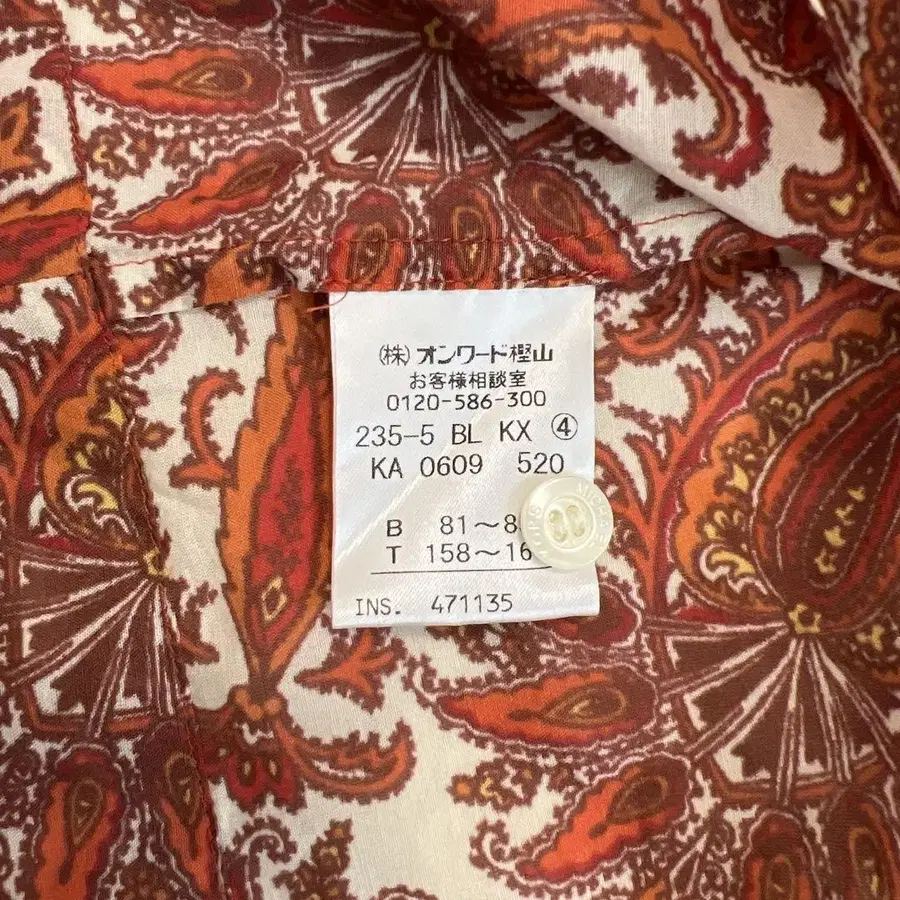 (株)オンワード樫山
お客様相談室
0120-586-300
235-5 BL KX ④
KA 0609 520
B 81〜8
T 158〜16
INS. 471135